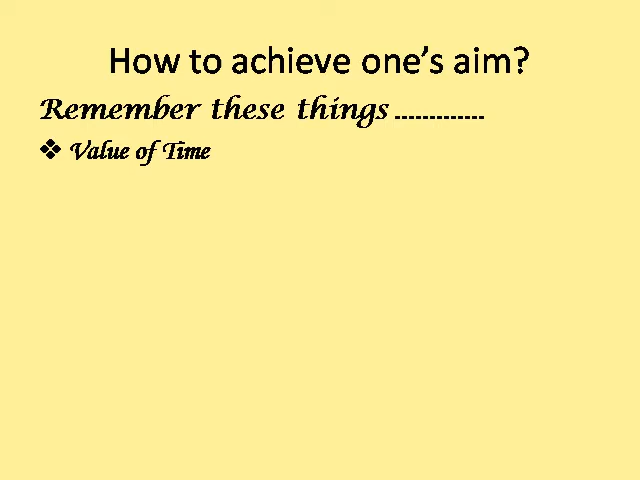 How to achieve one’s aim?
Remember these things .............
❖ Value of Time